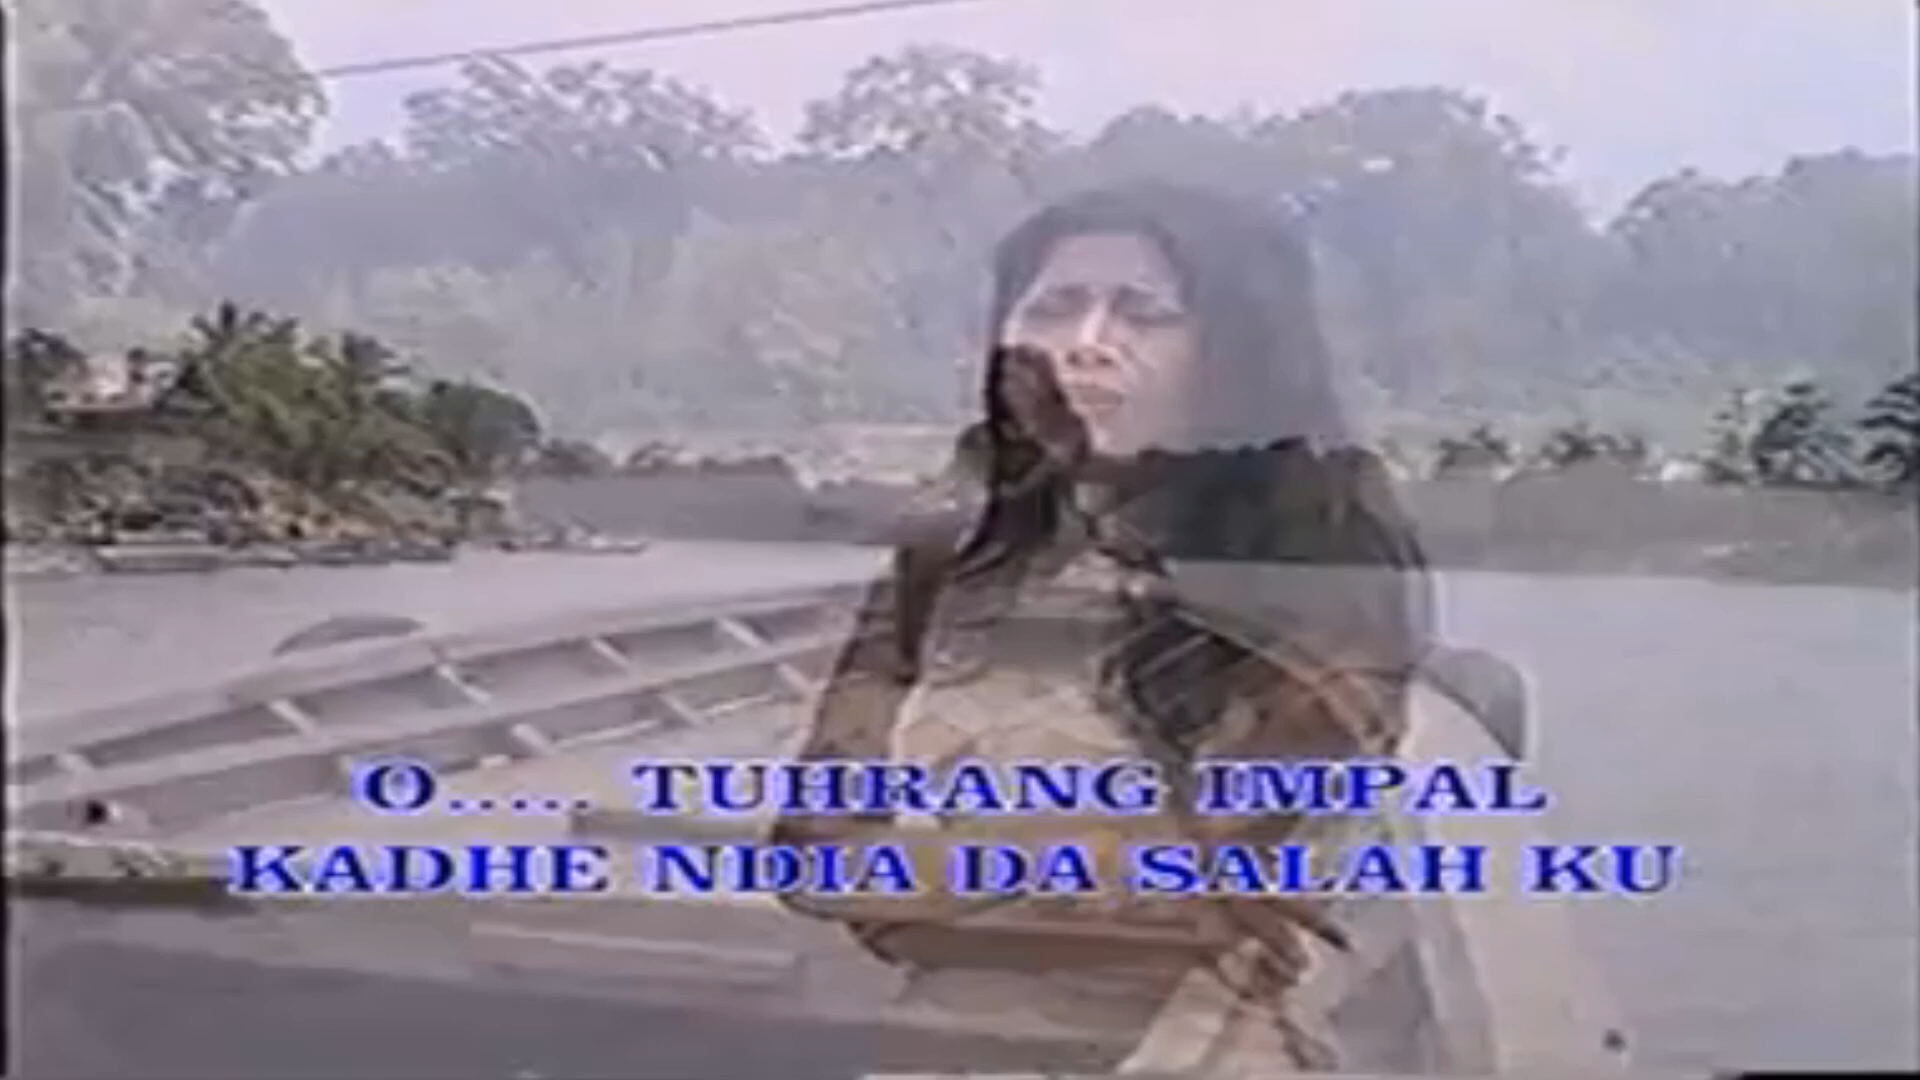 O..... TUHRANG IMPAL
KADHE NDIA DA SALAH KU